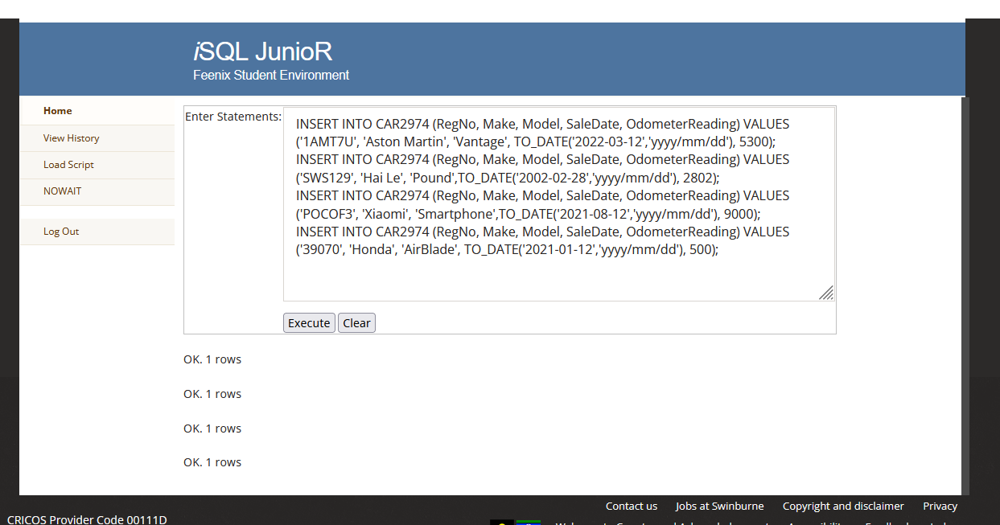 iSQL JunioR
Feenix Student Environment
Home
View History
Load Script
NOWAIT
Log Out
Enter Statements:
INSERT INTO CAR2974 (RegNo, Make, Model, SaleDate, OdometerReading) VALUES
('1AMT7U', 'Aston Martin', 'Vantage', TO_DATE('2022-03-12','yyyy/mm/dd'), 5300);
INSERT INTO CAR2974 (RegNo, Make, Model, SaleDate, OdometerReading) VALUES
('SWS129', 'Hai Le', 'Pound',TO_DATE('2002-02-28','yyyy/mm/dd'), 2802);
INSERT INTO CAR2974 (RegNo, Make, Model, SaleDate, OdometerReading) VALUES
('POCOF3', 'Xiaomi', 'Smartphone',TO_DATE('2021-08-12','yyyy/mm/dd'), 9000);
INSERT INTO CAR2974 (RegNo, Make, Model, SaleDate, OdometerReading) VALUES
('39070', 'Honda', 'AirBlade', TO_DATE('2021-01-12','yyyy/mm/dd'), 500);
Execute Clear
OK. 1 rows
OK. 1 rows
OK. 1 rows
OK. 1 rows
Contact us Jobs at Swinburne Copyright and disclaimer Privacy
CRICOS Provider Code 00111D